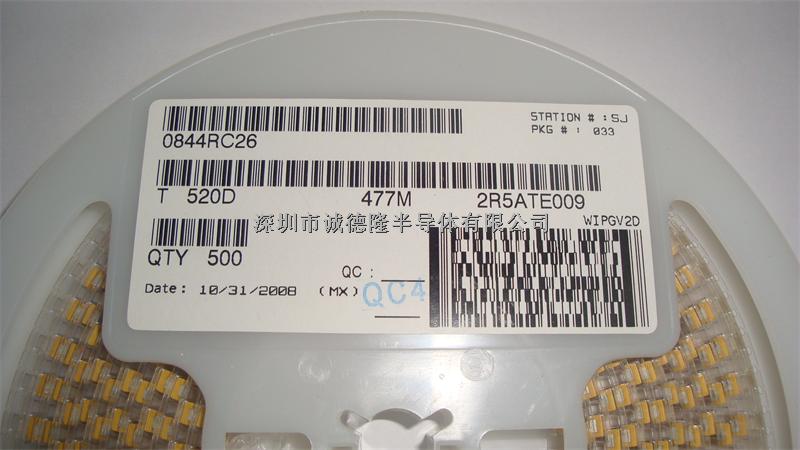 0844RC26
STATION # : SJ
PKG # : 033
T 520D 477M 2R5ATE009
深圳市诚德隆半导体有限公司
WIPGV2D
QTY 500
QC :
Date: 10/31/2008 (MX) QC4